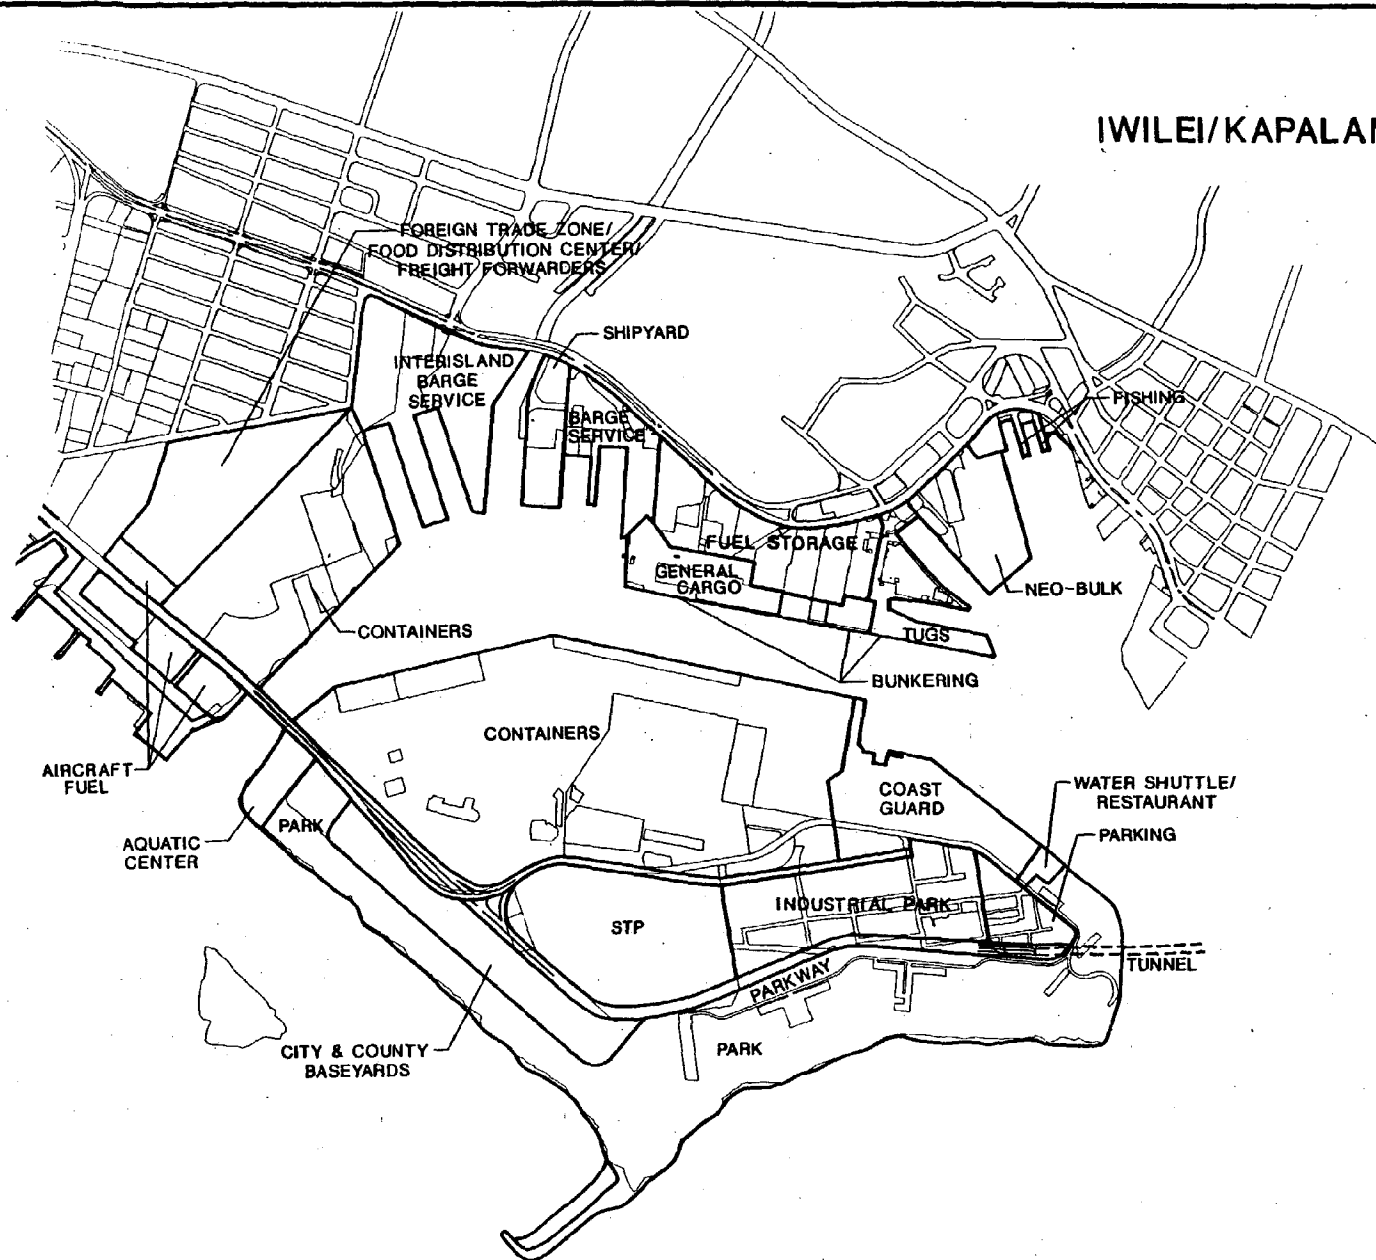 IWILEI/KAPALA
FOREIGN TRADE ZONE/
FOOD DISTRIBUTION CENTER/
FREIGHT FORWARDERS
SHIPYARD
INTERISLAND
BARGE
SERVICE
BARGE
SERVICE
FISHING
FUEL STORAGE
GENERAL
CARGO
NEO-BULK
CONTAINERS
TUGS
BUNKERING
CONTAINERS
AIRCRAFT
FUEL
COAST
GUARD
WATER SHUTTLE/
RESTAURANT
PARKING
AQUATIC
CENTER
PARK
INDUSTRIAL PARK
STP
TUNNEL
PARKWAY
CITY & COUNTY
BASEYARDS
PARK